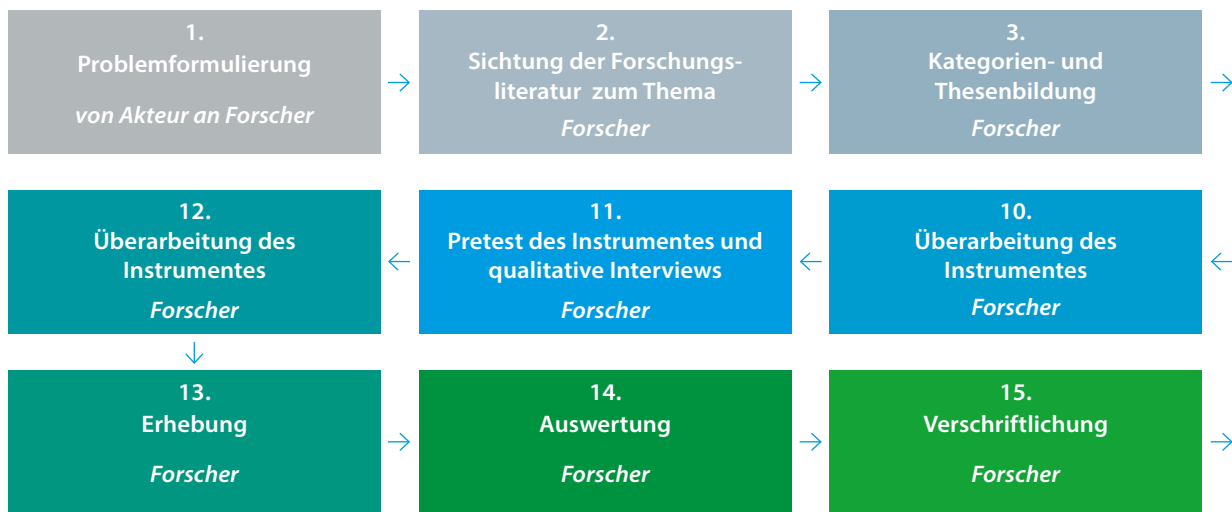 1.
Problemformulierung
von Akteur an Forscher
2.
Sichtung der Forschungs-
literatur zum Thema
Forscher
3.
Kategorien- und
Thesenbildung
Forscher
12.
Überarbeitung des
Instrumentes
Forscher
11.
Pretest des Instrumentes und
qualitative Interviews
Forscher
10.
Überarbeitung des
Instrumentes
Forscher
13.
Erhebung
Forscher
14.
Auswertung
Forscher
15.
Verschriftlichung
Forscher